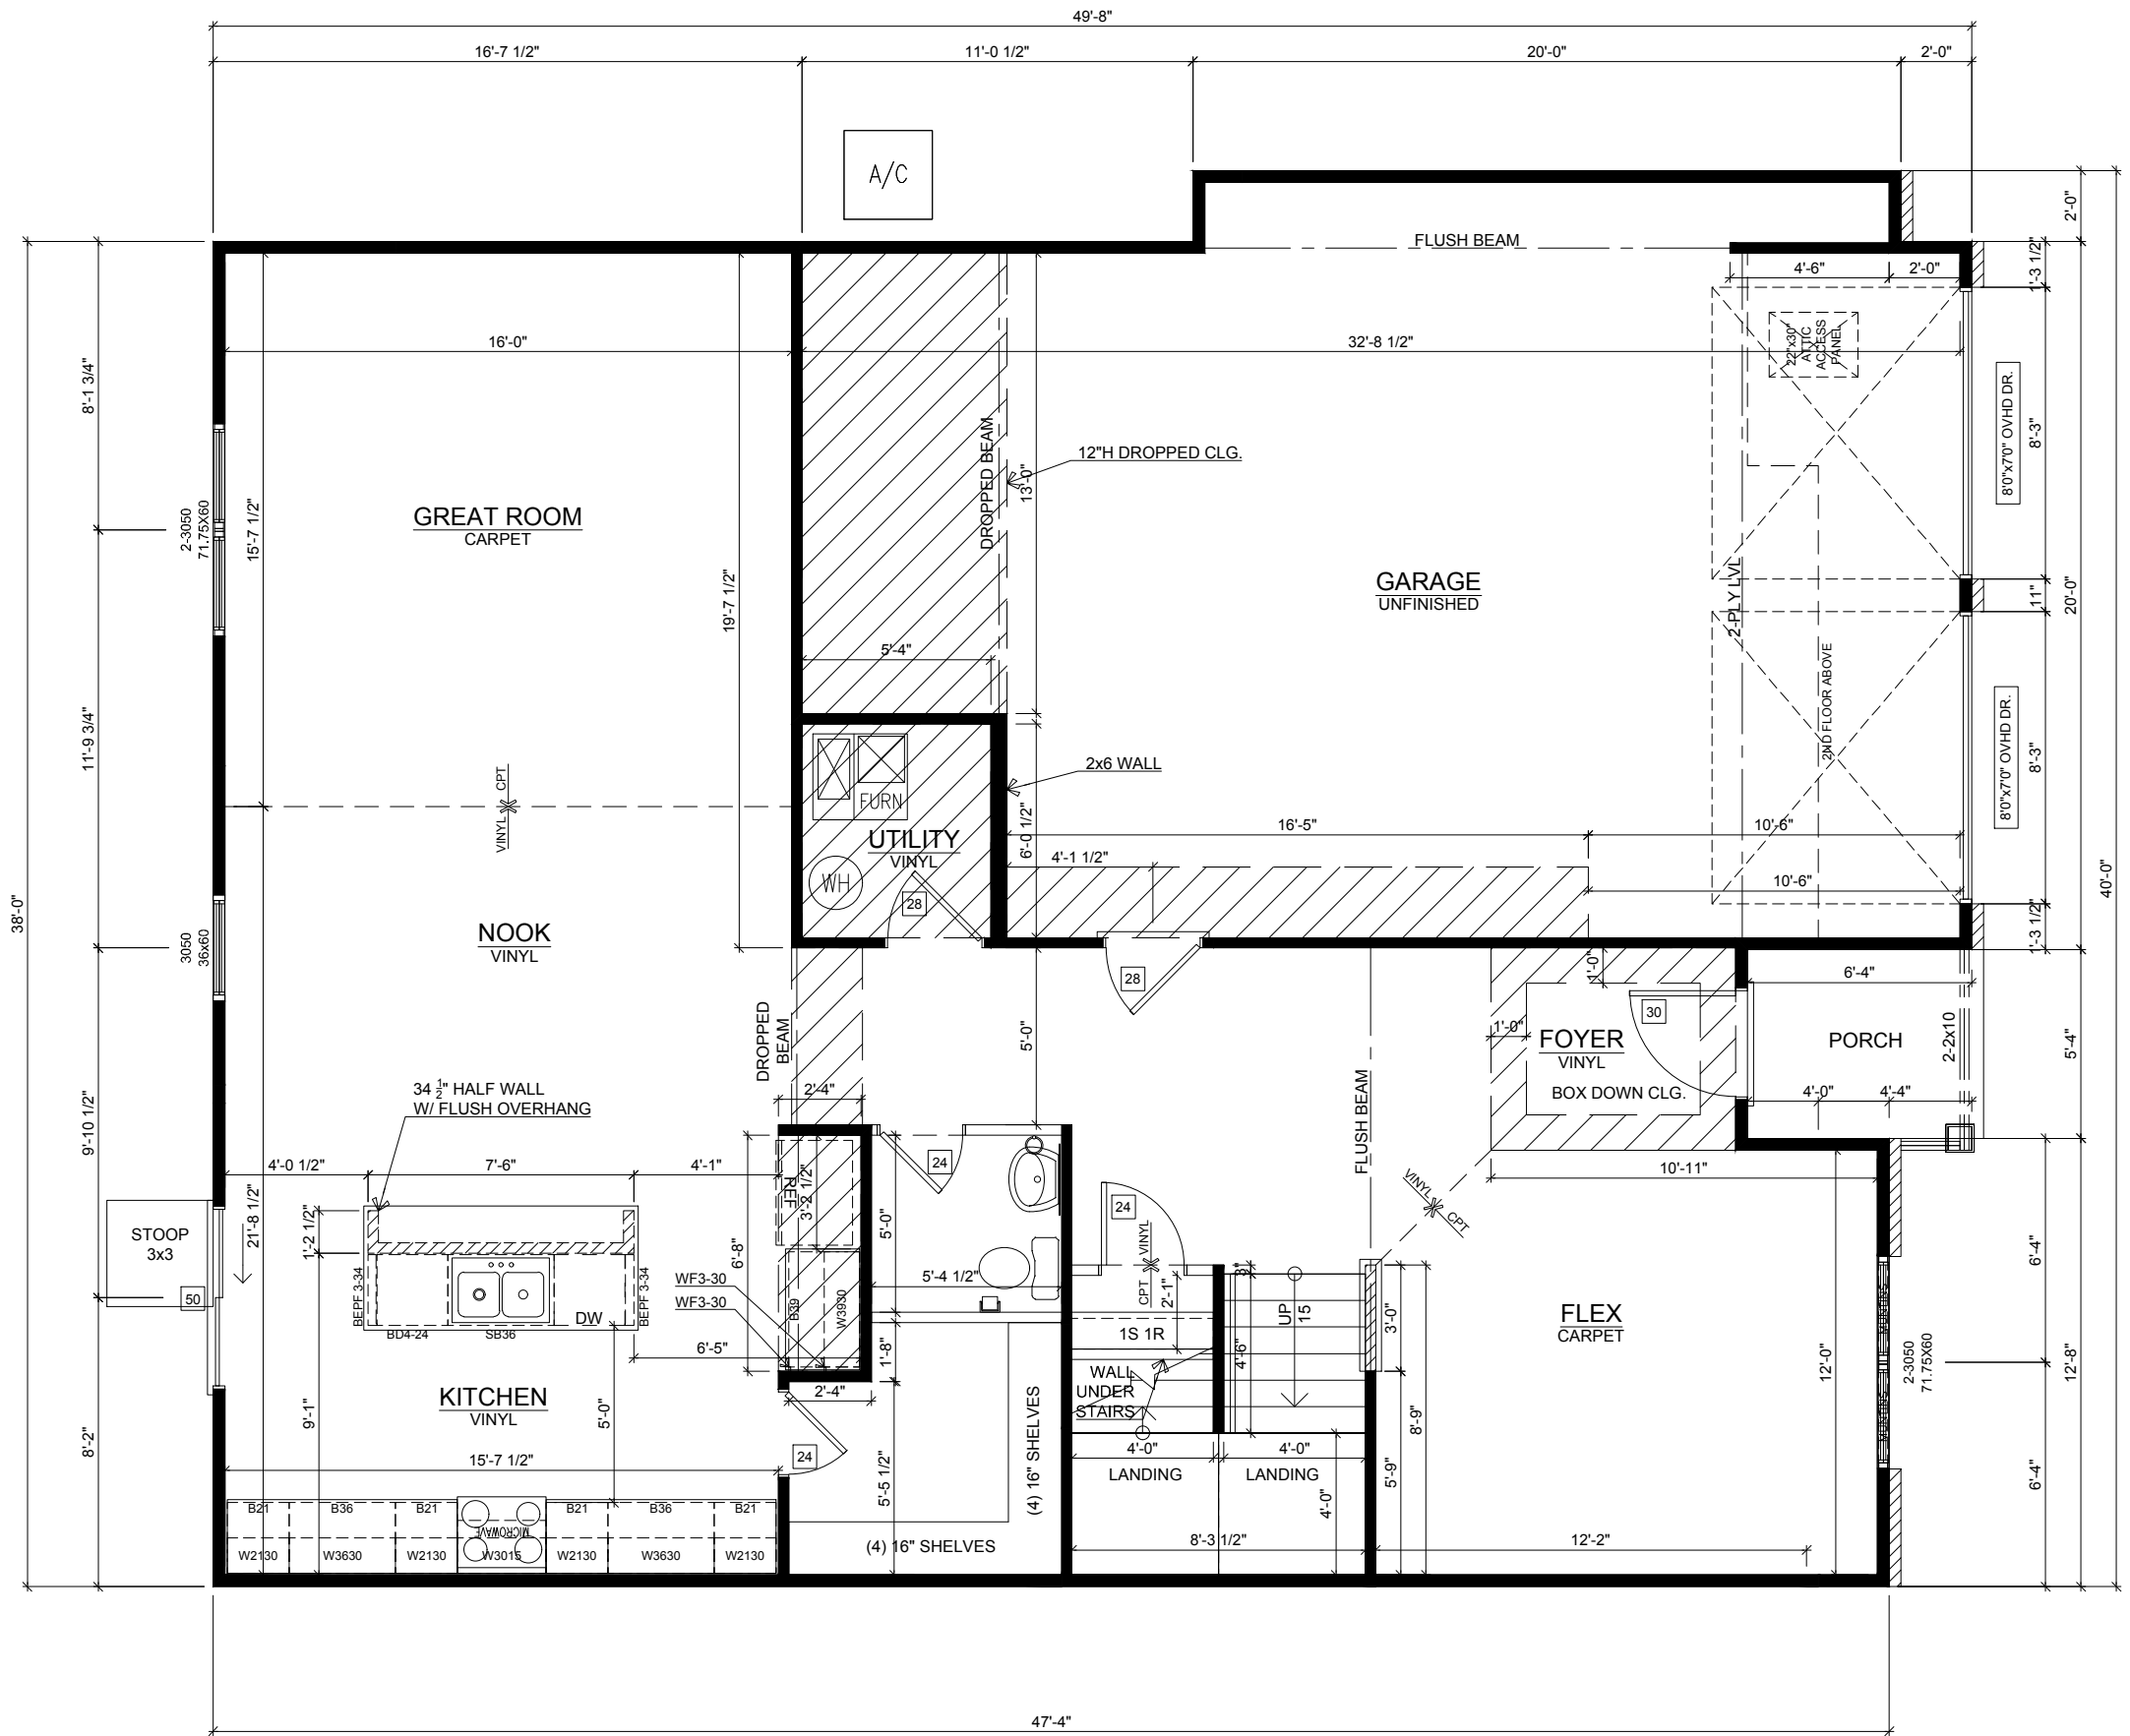 49'-8"
16'-7 1/2"
11'-0 1/2"
20'-0"
2'-0"
A/C
2'-0"
FLUSH BEAM
4'-6"
2'-0"
1'-3 1/2"
22"x30"
ATTIC
ACCESS
PANEL
16'-0"
32'-8 1/2"
8'-1 3/4"
8'0"x7'0" OVHD DR.
8'-3"
DROPPED BEAM
12"H DROPPED CLG.
13'-0"
2-3050
71.75X60
15'-7 1/2"
GREAT ROOM
CARPET
GARAGE
UNFINISHED
2-PLY LVL
11"
20'-0"
19'-7 1/2"
5'-4"
2ND FLOOR ABOVE
8'0"x7'0" OVHD DR.
8'-3"
11'-9 3/4"
CPT
VINYL
2x6 WALL
FURN
UTILITY
VINYL
WH
28
6'-0 1/2"
16'-5"
10'-6"
4'-1 1/2"
10'-6"
38'-0"
40'-0"
3050
36x60
NOOK
VINYL
1'-3 1/2"
28
1'-0"
6'-4"
30
DROPPED
BEAM
5'-0"
1'-0"
FOYER
VINYL
BOX DOWN CLG.
PORCH
2-2x10
5'-4"
4'-0"
4'-4"
FLUSH BEAM
2'-4"
34 1/2" HALF WALL
W/ FLUSH OVERHANG
9'-10 1/2"
4'-0 1/2"
7'-6"
4'-1"
REF
3'-2 1/2"
24
10'-11"
VINYL
CPT
STOOP
3x3
50
21'-8 1/2"
1'-2 1/2"
6'-8"
5'-0"
24
VINYL
CPT
2'-1"
3"
UP
15
6'-4"
BEPF 3-34
BEPF 3-34
WF3-30
WF3-30
B39
W3930
5'-4 1/2"
BD4-24
SB36
DW
6'-5"
1'-8"
1S 1R
4'-6"
3'-0"
FLEX
CARPET
12'-0"
MUNTINS
MUNTINS
2-3050
71.75X60
12'-8"
WALL
UNDER
STAIRS
KITCHEN
VINYL
9'-1"
5'-0"
2'-4"
24
8'-2"
15'-7 1/2"
5'-5 1/2"
(4) 16" SHELVES
4'-0"
4'-0"
LANDING
LANDING
4'-0"
5'-9"
8'-9"
6'-4"
B21
B36
B21
MICROWAVE
B21
B36
B21
W2130
W3630
W2130
W3015
W2130
W3630
W2130
(4) 16" SHELVES
8'-3 1/2"
12'-2"
47'-4"